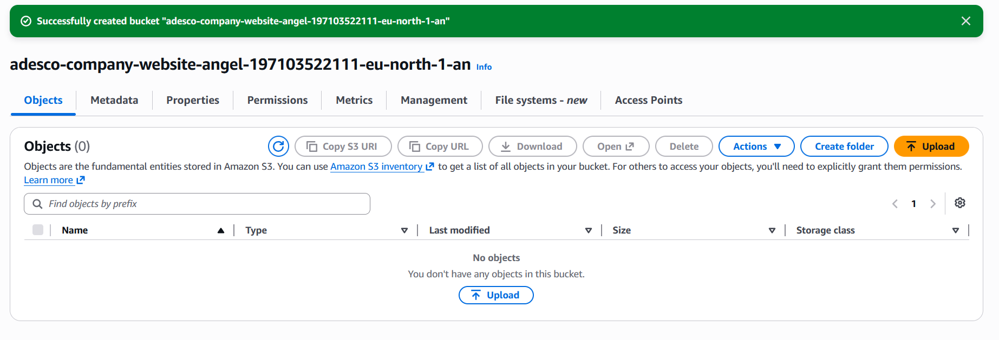 Successfully created bucket "adesco-company-website-angel-197103522111-eu-north-1-an"
adesco-company-website-angel-197103522111-eu-north-1-an Info
Objects Metadata Properties Permissions Metrics Management File systems - new Access Points
Objects (0) Copy S3 URI Copy URL Download Open Delete Actions Create folder Upload
Objects are the fundamental entities stored in Amazon S3. You can use Amazon S3 inventory to get a list of all objects in your bucket. For others to access your objects, you'll need to explicitly grant them permissions.
Learn more
Find objects by prefix 1
Name Type Last modified Size Storage class
No objects
You don't have any objects in this bucket.
Upload